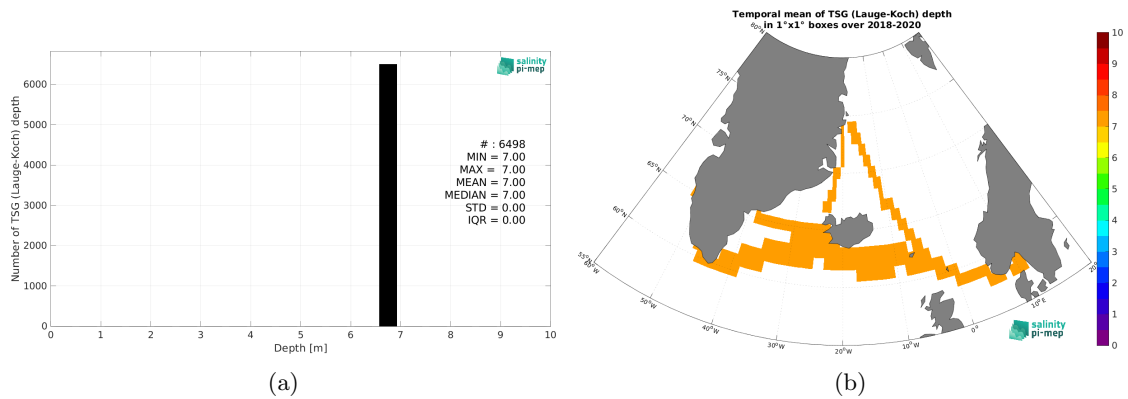 Number of TSG (Lauge-Koch) depth
6000
5000
4000
3000
2000
1000
0
0
1
2
3
4
5
6
7
8
9
10
Depth [m]
salinity
pi-mep
# : 6498
MIN = 7.00
MAX = 7.00
MEAN = 7.00
MEDIAN = 7.00
STD = 0.00
IQR = 0.00
(a)
Temporal mean of TSG (Lauge-Koch) depth
in 1°x1° boxes over 2018-2020
80°N
75°N
70°N
65°N
60°N
55°N
60°W
50°W
40°W
30°W
20°W
10°W
0°
10°E
10
9
8
7
6
5
4
3
2
1
0
salinity
pi-mep
(b)